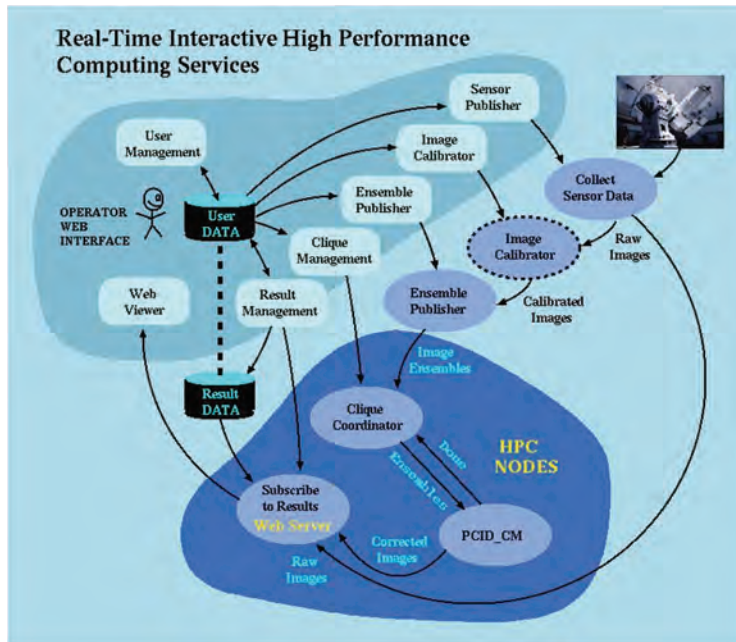 Real-Time Interactive High Performance
Computing Services
Sensor
Publisher
User
Management
Image
Calibrator
OPERATOR
WEB
INTERFACE
User
DATA
Ensemble
Publisher
Collect
Sensor Data
Clique
Management
Image
Calibrator
Raw
Images
Web
Viewer
Result
Management
Ensemble
Publisher
Calibrated
Images
Image
Ensembles
Result
DATA
Clique
Coordinator
HPC
NODES
Done
Ensembles
Subscribe
to Results
Web Server
PCID_CM
Corrected
Images
Raw
Images